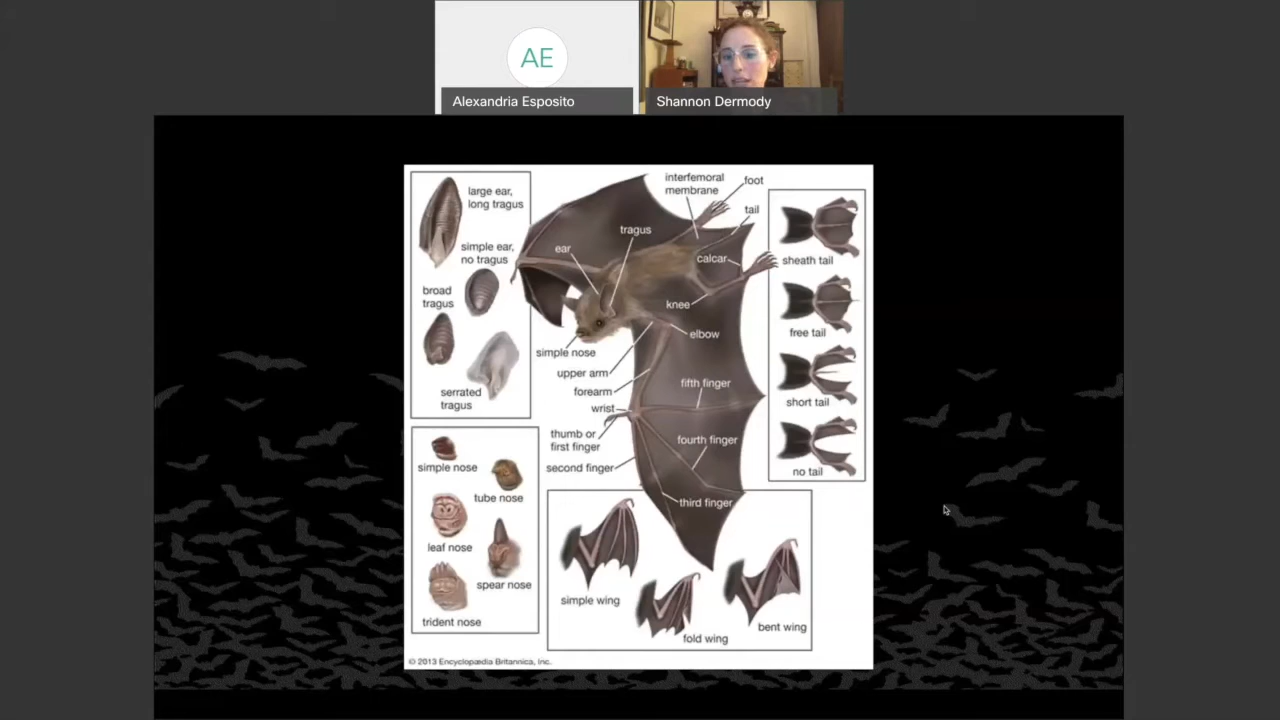 AE
Alexandria Esposito
Shannon Dermody
large ear,
long tragus
simple ear,
no tragus
broad
tragus
serrated
tragus
interfemoral
membrane
foot
tail
tragus
ear
calcar
knee
elbow
simple nose
upper arm
forearm
fifth finger
wrist
thumb or
first finger
fourth finger
second finger
third finger
sheath tail
free tail
short tail
no tail
simple nose
tube nose
leaf nose
spear nose
trident nose
simple wing
fold wing
bent wing
© 2013 Encyclopædia Britannica, Inc.